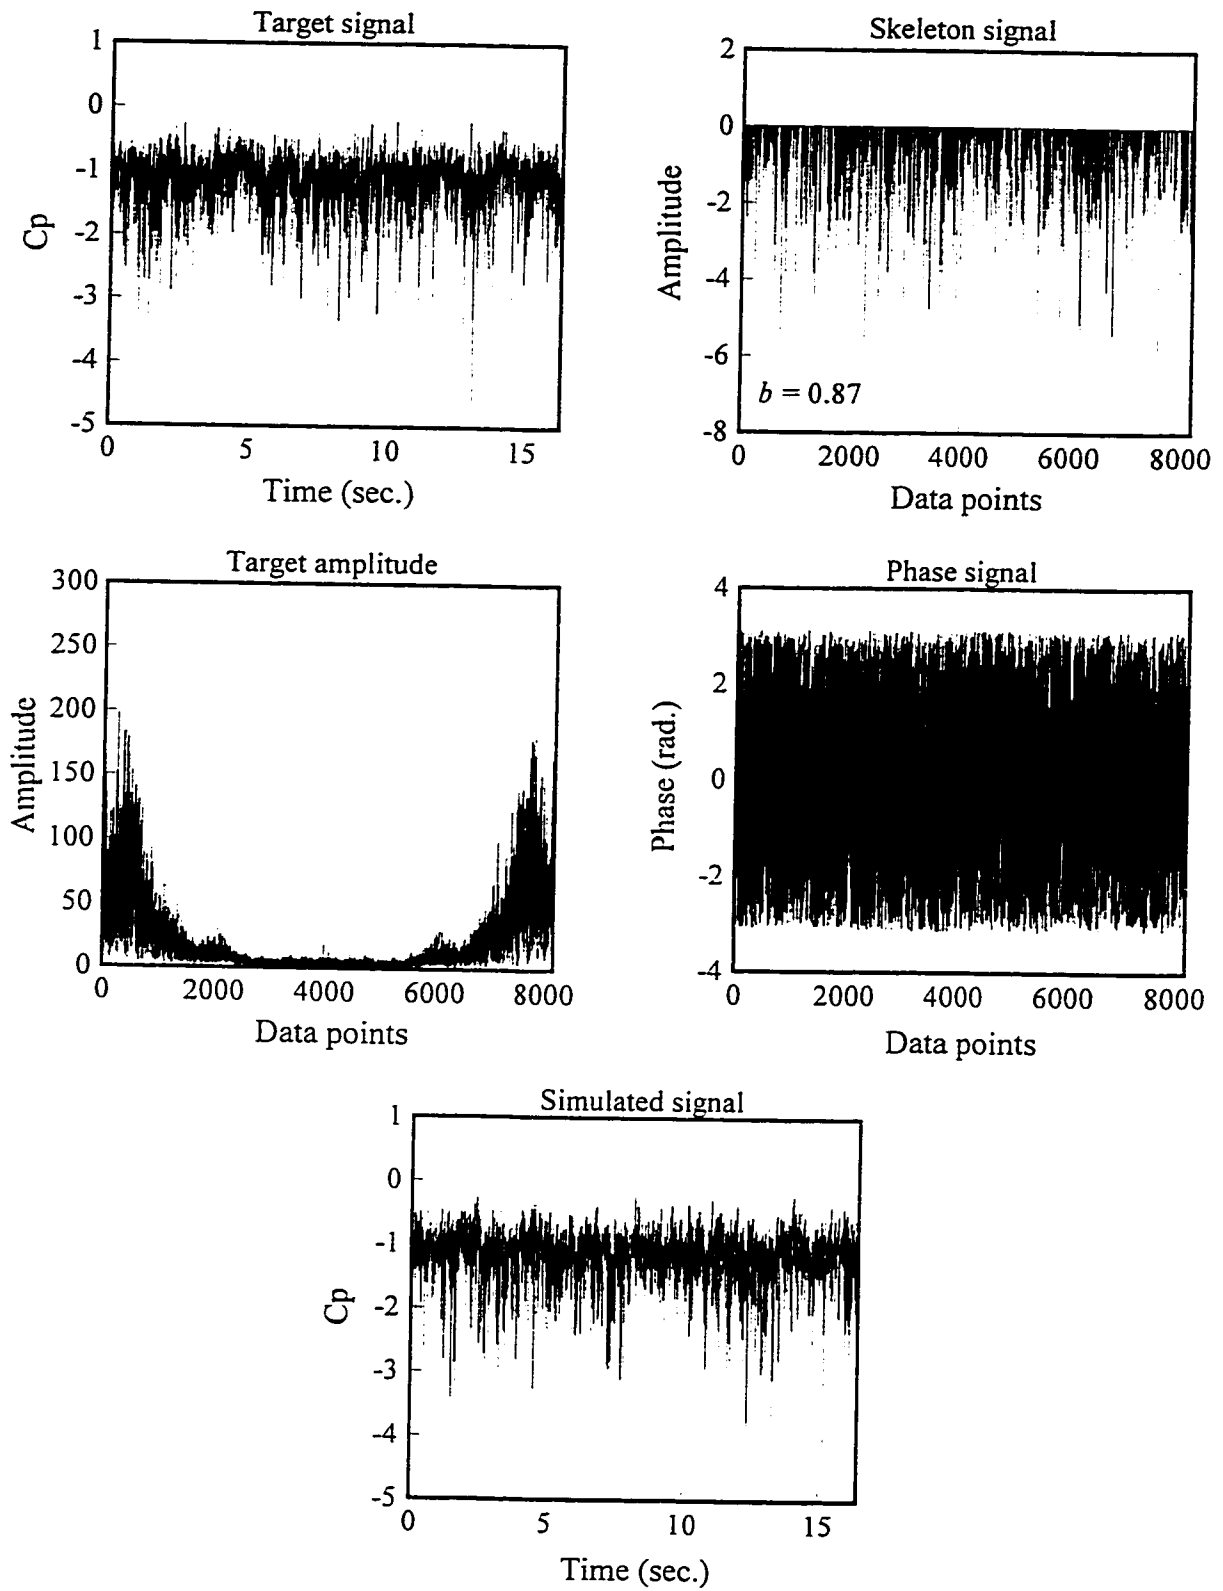 Target signal
1
0
-1
-2
-3
-4
-5
Cp
0 5 10 15
Time (sec.)
Skeleton signal
2
0
-2
-4
-6
-8
Amplitude
b = 0.87
0 2000 4000 6000 8000
Data points
Target amplitude
300
250
200
150
100
50
0
Amplitude
0 2000 4000 6000 8000
Data points
Phase signal
4
2
0
-2
-4
Phase (rad.)
0 2000 4000 6000 8000
Data points
Simulated signal
1
0
-1
-2
-3
-4
-5
Cp
0 5 10 15
Time (sec.)